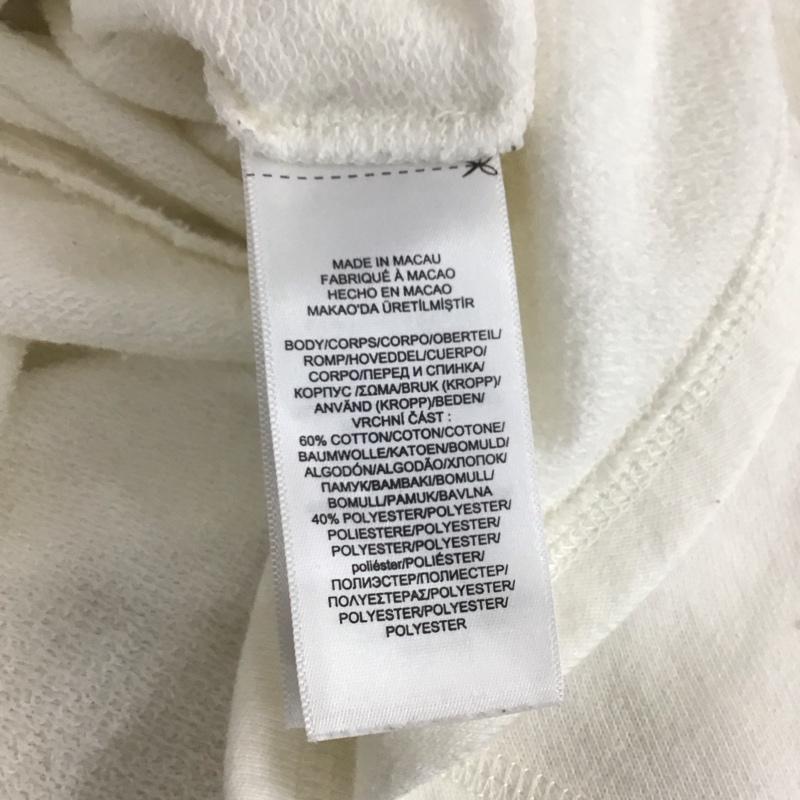 MADE IN MACAU
FABRIQUÉ À MACAO
HECHO EN MACAO
MAKAO'DA ÜRETİLMİŞTİR
BODY/CORPS/CORPO/OBERTEIL/
ROMP/HOVEDDEL/CUERPO/
CORPO/ПЕРЕД И СПИНКА/
КОРПУС /ΣΩΜΑ/BRUK (KROPP)/
ANVÄND (KROPP)/BEDEN/
VRCHNÍ ČÁST :
60% COTTON/COTON/COTONE/
BAUMWOLLE/KATOEN/BOMULD/
ALGODÓN/ALGODÃO/ХЛОПОК/
ПАМУК/ΒΑΜΒΑΚΙ/BOMULL/
BOMULL/PAMUK/BAVLNA
40% POLYESTER/POLYESTER/
POLIESTERE/POLYESTER/
POLYESTER/POLYESTER/
poliéster/POLIÉSTER/
ПОЛИЭСТЕР/ПОЛИЕСТЕР/
ΠΟΛΥΕΣΤΕΡΑΣ/POLYESTER/
POLYESTER/POLYESTER/
POLYESTER